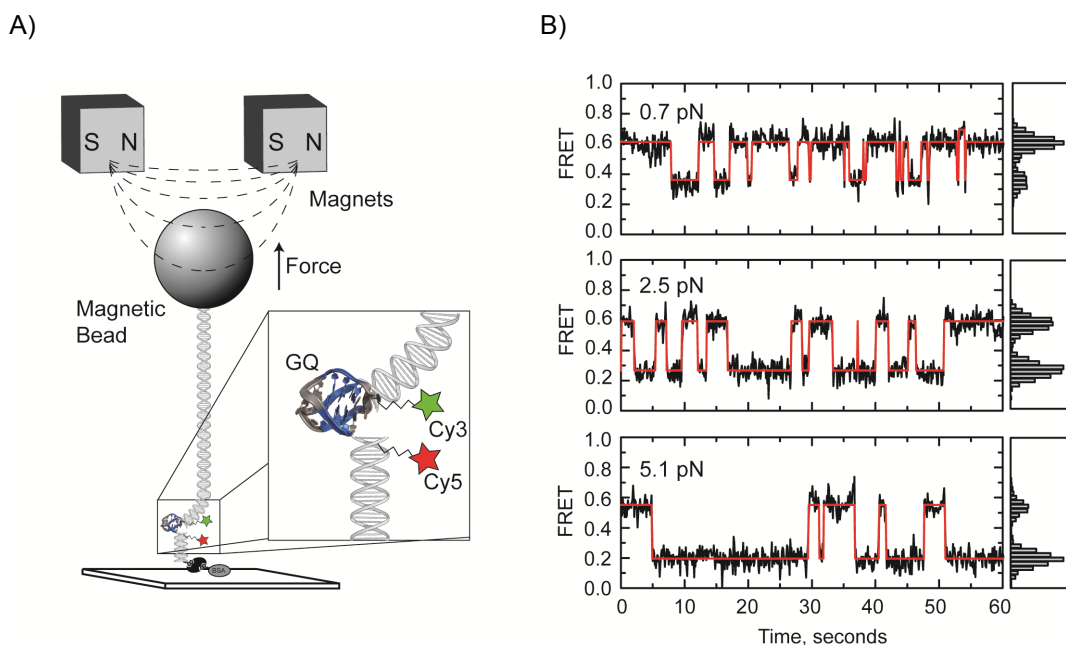 A)
S N
S N
Magnets
Force
Magnetic
Bead
GQ
Cy3
Cy5
BSA
B)
1.0
0.8
0.6
0.4
0.2
0.0
FRET
0.7 pN
1.0
0.8
0.6
0.4
0.2
0.0
FRET
2.5 pN
1.0
0.8
0.6
0.4
0.2
0.0
FRET
5.1 pN
0 10 20 30 40 50 60
Time, seconds